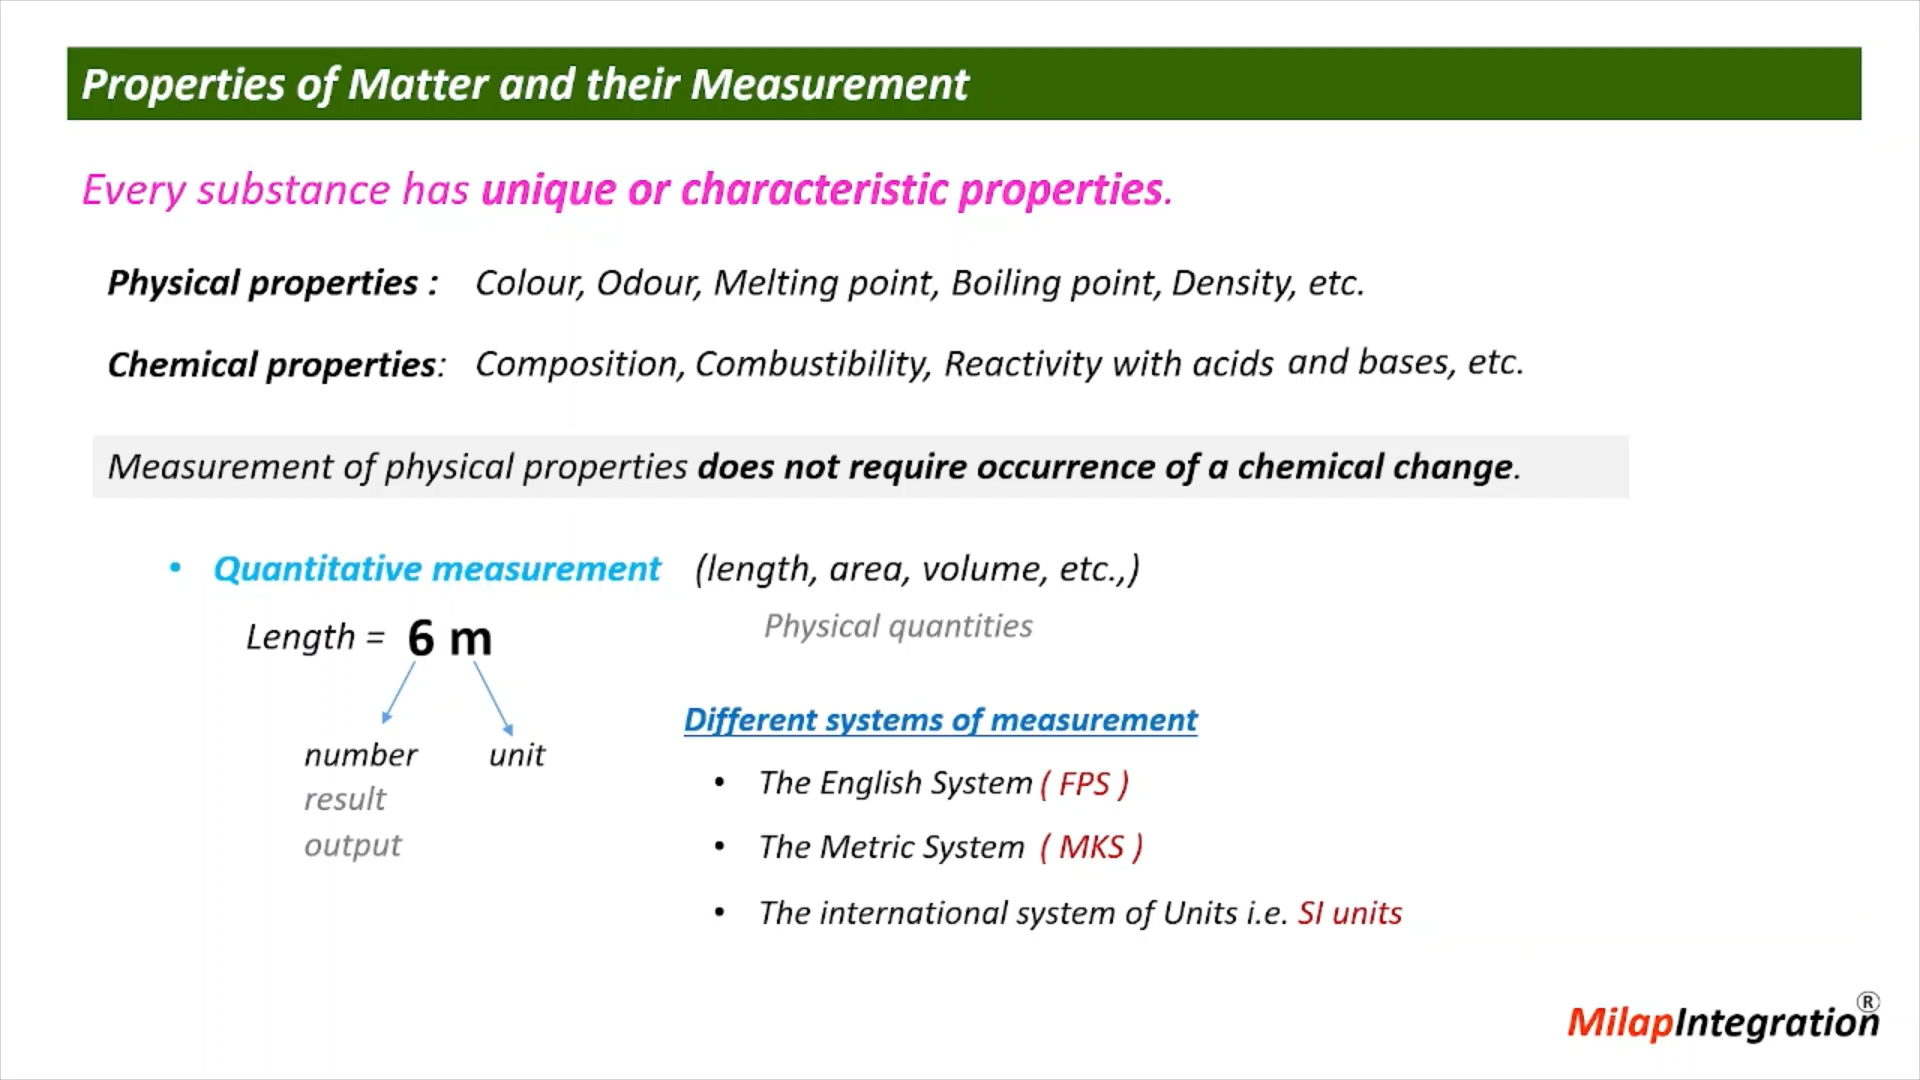 Properties of Matter and their Measurement
Every substance has unique or characteristic properties.
Physical properties : Colour, Odour, Melting point, Boiling point, Density, etc.
Chemical properties: Composition, Combustibility, Reactivity with acids and bases, etc.
Measurement of physical properties does not require occurrence of a chemical change.
• Quantitative measurement (length, area, volume, etc.,)
Physical quantities
Length = 6 m
number unit
result
output
Different systems of measurement
• The English System ( FPS )
• The Metric System ( MKS )
• The international system of Units i.e. SI units
MilapIntegration®